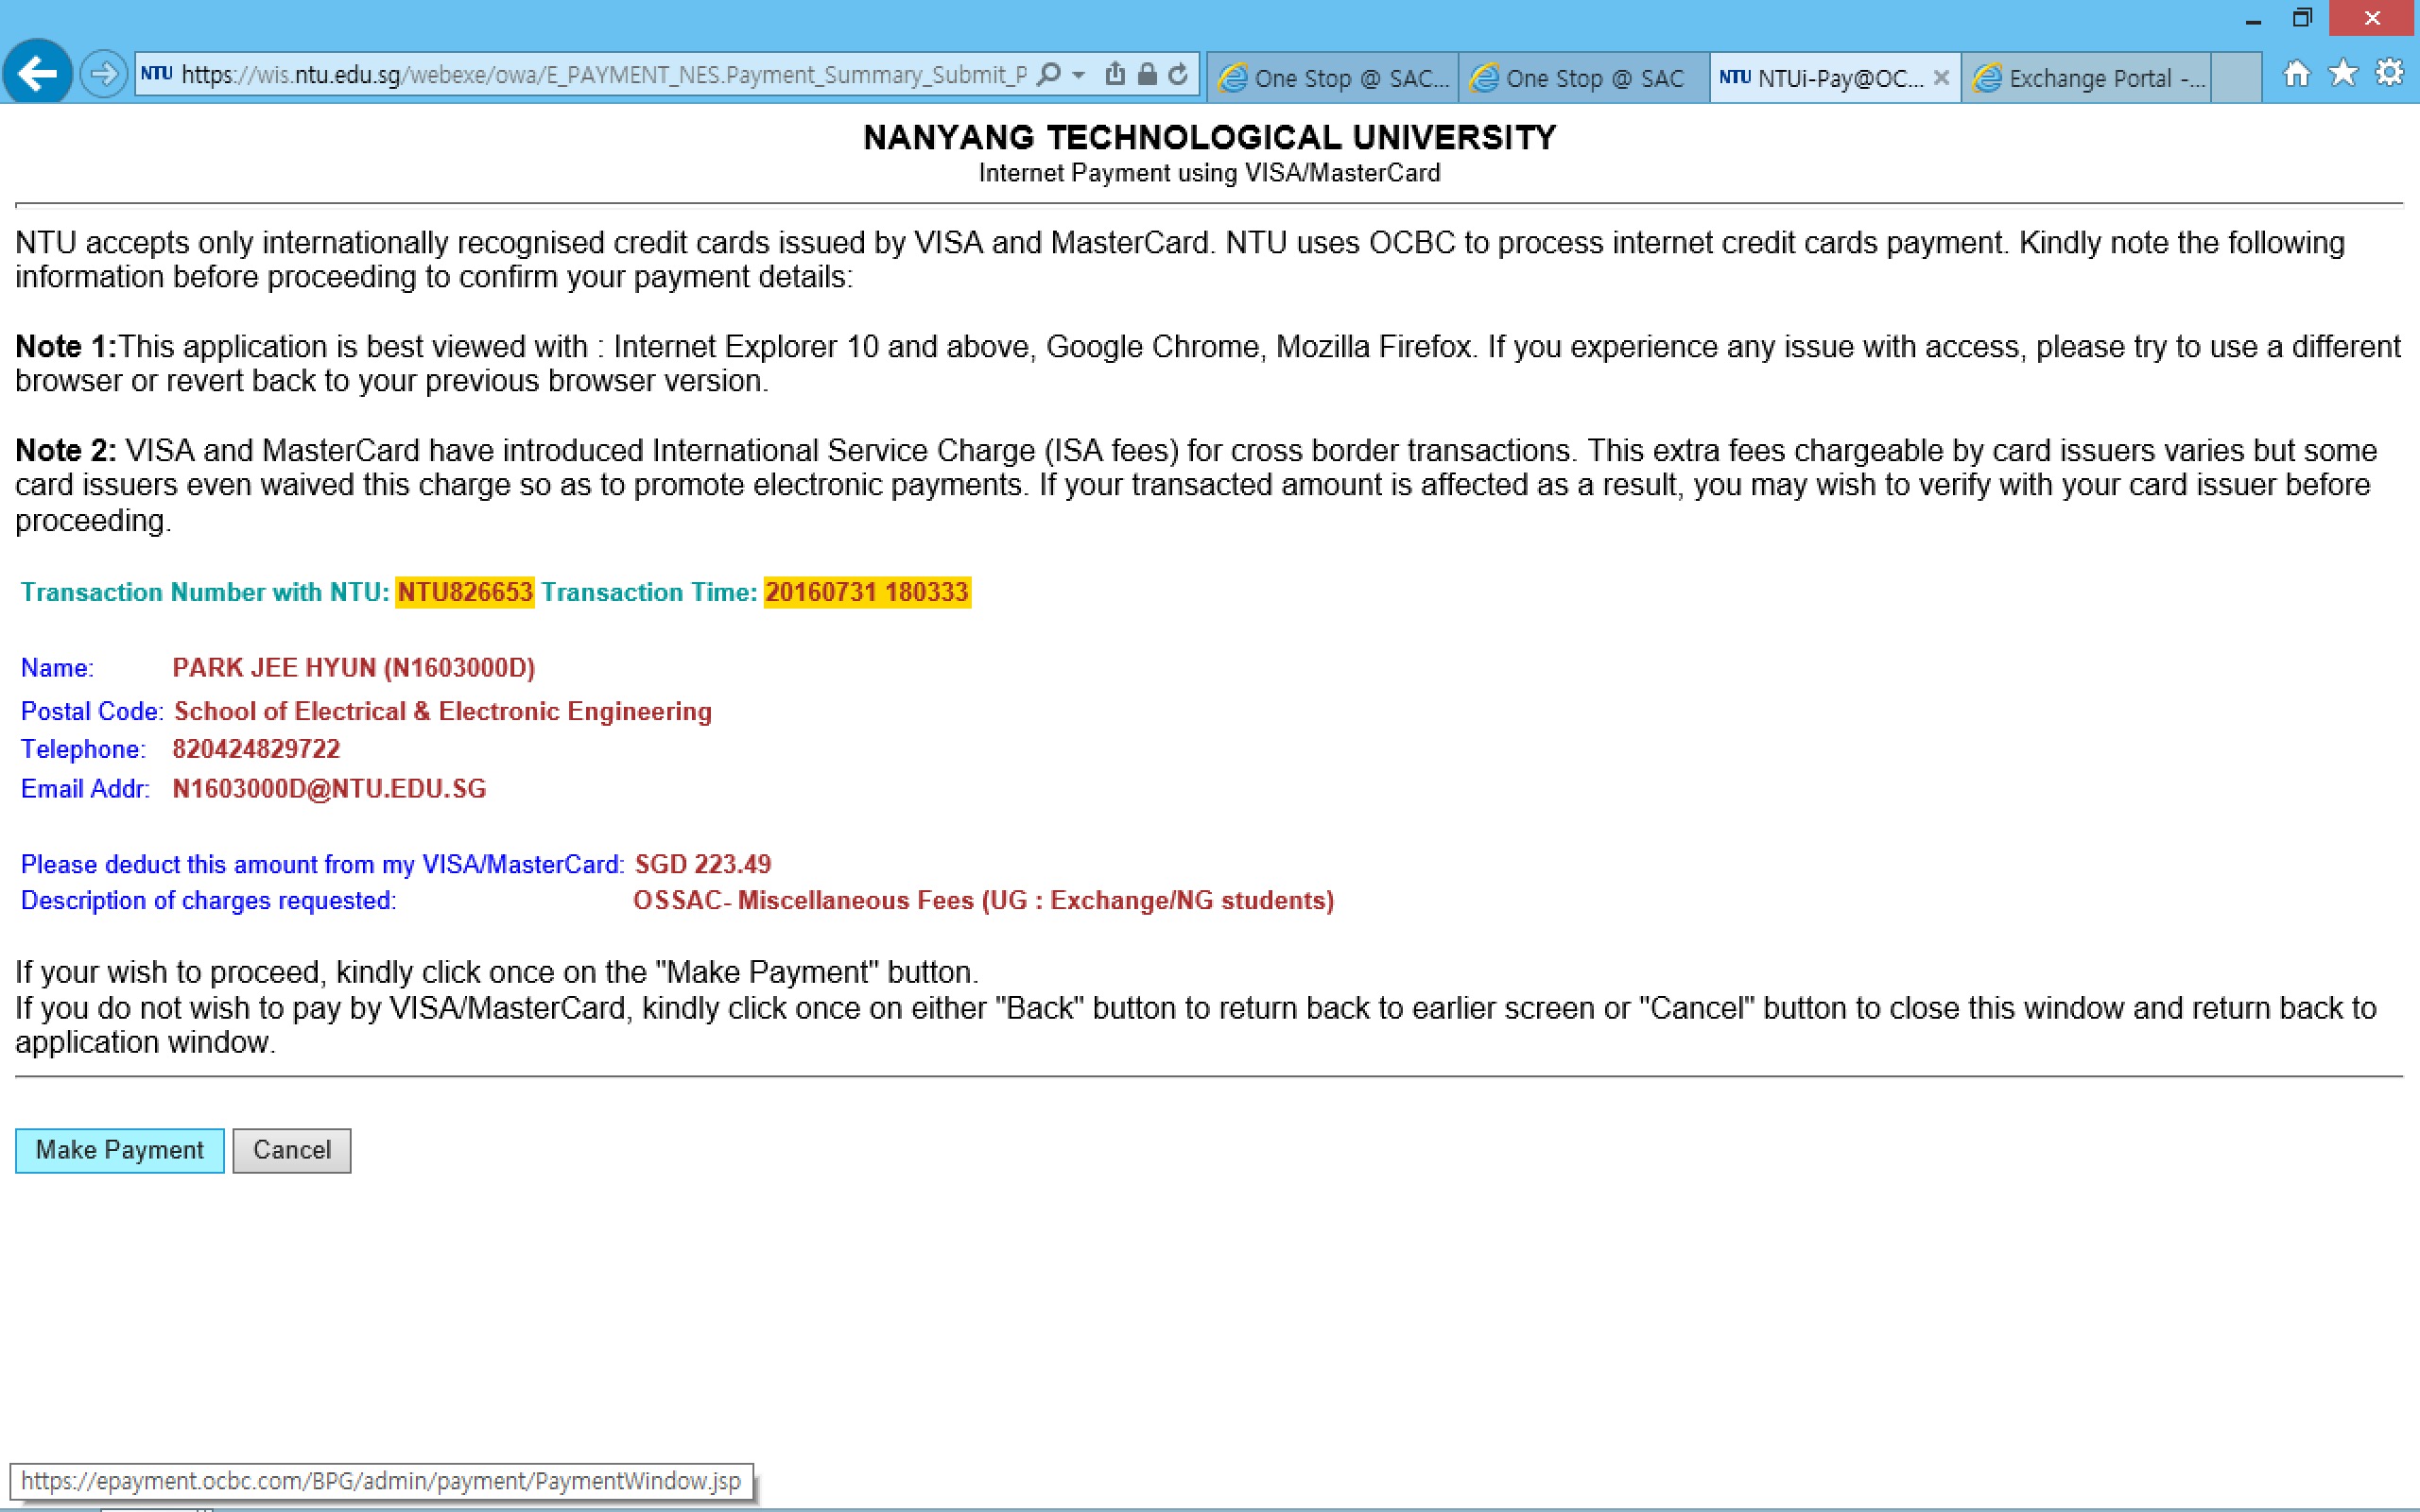 NTU https://wis.ntu.edu.sg/webexe/owa/E_PAYMENT_NES.Payment_Summary_Submit_P
One Stop @ SAC...
One Stop @ SAC
NTU NTUi-Pay@OC...
Exchange Portal -...
NANYANG TECHNOLOGICAL UNIVERSITY
Internet Payment using VISA/MasterCard
NTU accepts only internationally recognised credit cards issued by VISA and MasterCard. NTU uses OCBC to process internet credit cards payment. Kindly note the following
information before proceeding to confirm your payment details:
Note 1:This application is best viewed with : Internet Explorer 10 and above, Google Chrome, Mozilla Firefox. If you experience any issue with access, please try to use a different
browser or revert back to your previous browser version.
Note 2: VISA and MasterCard have introduced International Service Charge (ISA fees) for cross border transactions. This extra fees chargeable by card issuers varies but some
card issuers even waived this charge so as to promote electronic payments. If your transacted amount is affected as a result, you may wish to verify with your card issuer before
proceeding.
Transaction Number with NTU: NTU826653 Transaction Time: 20160731 180333
Name: PARK JEE HYUN (N1603000D)
Postal Code: School of Electrical & Electronic Engineering
Telephone: 820424829722
Email Addr: N1603000D@NTU.EDU.SG
Please deduct this amount from my VISA/MasterCard: SGD 223.49
Description of charges requested: OSSAC- Miscellaneous Fees (UG : Exchange/NG students)
If your wish to proceed, kindly click once on the "Make Payment" button.
If you do not wish to pay by VISA/MasterCard, kindly click once on either "Back" button to return back to earlier screen or "Cancel" button to close this window and return back to
application window.
Make Payment Cancel
https://epayment.ocbc.com/BPG/admin/payment/PaymentWindow.jsp